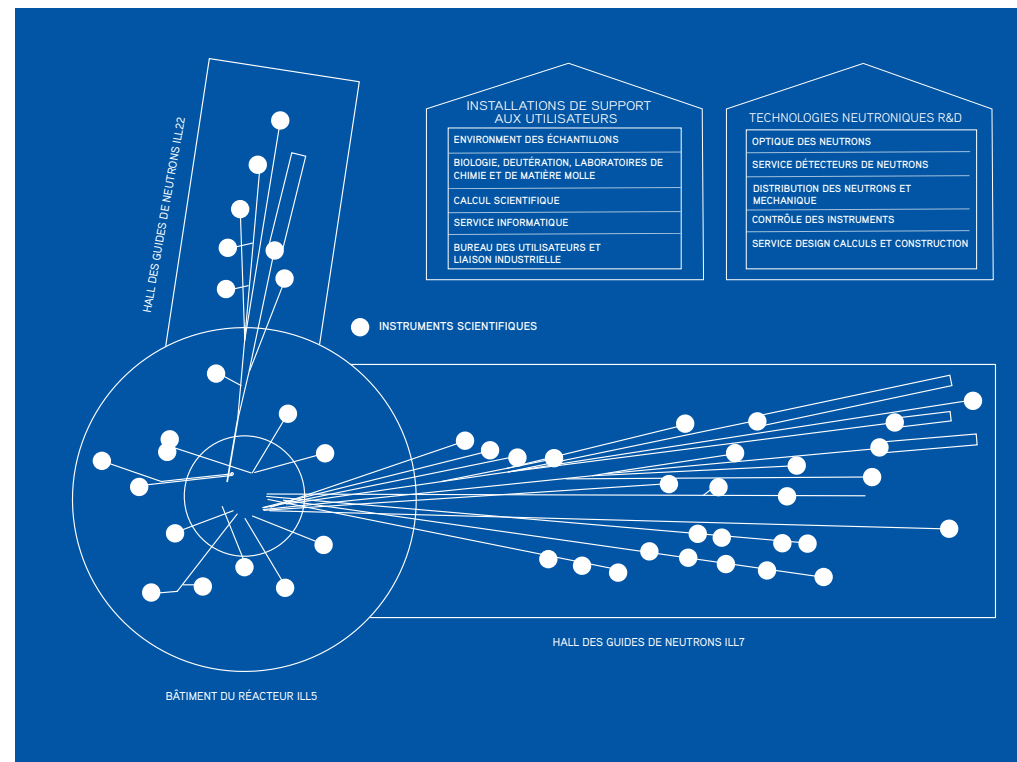 HALL DES GUIDES DE NEUTRONS ILL22
INSTALLATIONS DE SUPPORT
AUX UTILISATEURS
ENVIRONMENT DES ÉCHANTILLONS
BIOLOGIE, DEUTÉRATION, LABORATOIRES DE
CHIMIE ET DE MATIÈRE MOLLE
CALCUL SCIENTIFIQUE
SERVICE INFORMATIQUE
BUREAU DES UTILISATEURS ET
LIAISON INDUSTRIELLE
TECHNOLOGIES NEUTRONIQUES R&D
OPTIQUE DES NEUTRONS
SERVICE DÉTECTEURS DE NEUTRONS
DISTRIBUTION DES NEUTRONS ET
MECHANIQUE
CONTRÔLE DES INSTRUMENTS
SERVICE DESIGN CALCULS ET CONSTRUCTION
INSTRUMENTS SCIENTIFIQUES
HALL DES GUIDES DE NEUTRONS ILL7
BÂTIMENT DU RÉACTEUR ILL5